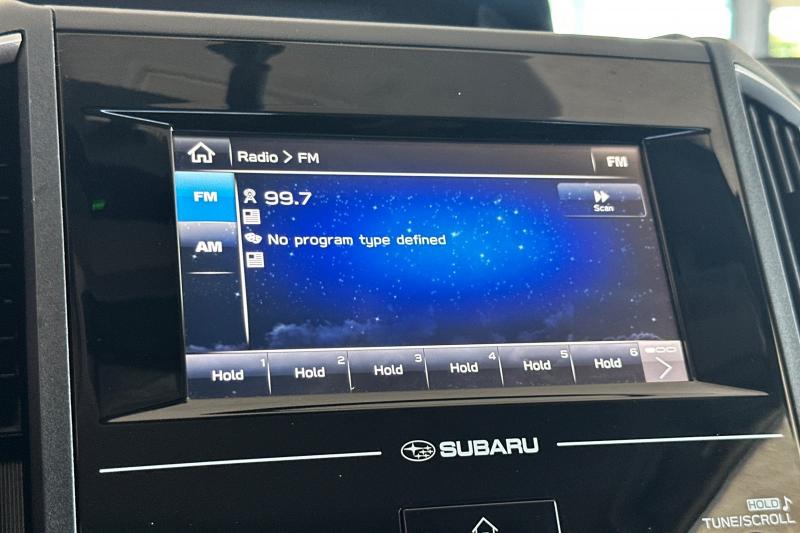 Radio > FM
FM
FM
99.7
Scan
AM
No program type defined
Hold 1
Hold 2
Hold 3
Hold 4
Hold 5
Hold 6
SUBARU
HOLD
TUNE/SCROLL